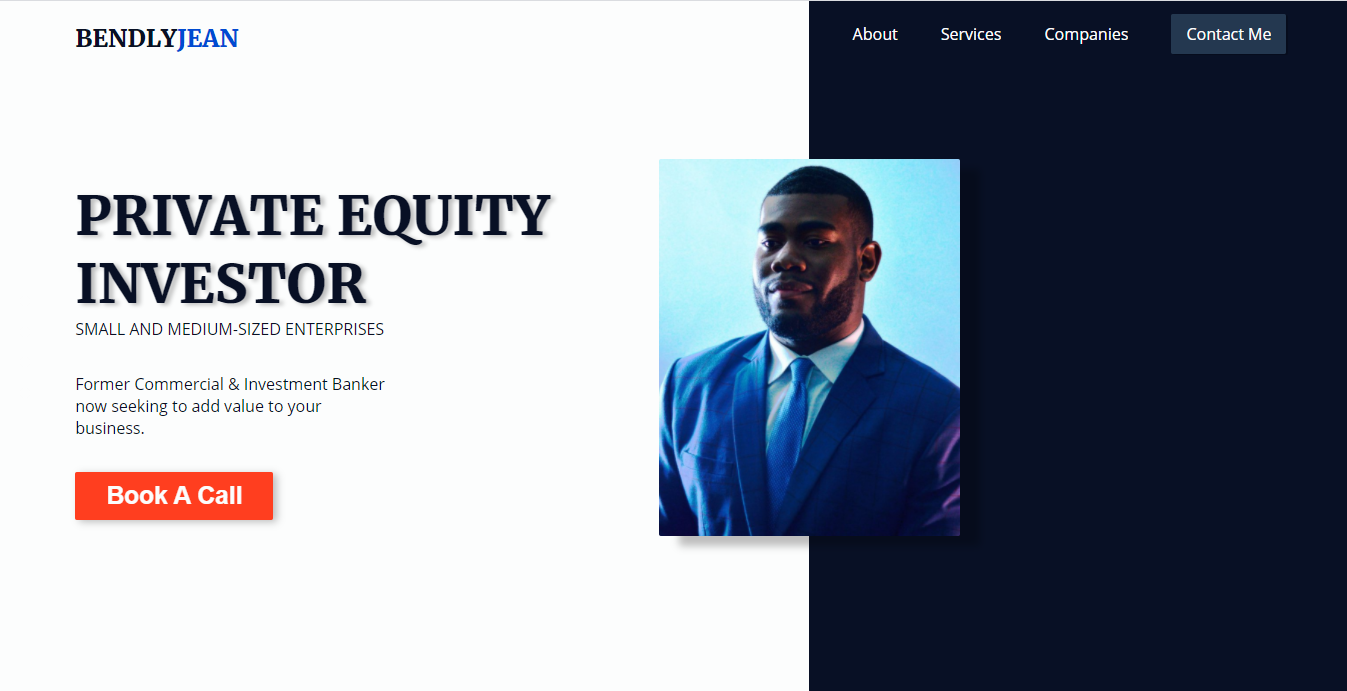 BENDLYJEAN
About
Services
Companies
Contact Me
PRIVATE EQUITY
INVESTOR
SMALL AND MEDIUM-SIZED ENTERPRISES
Former Commercial & Investment Banker
now seeking to add value to your
business.
Book A Call